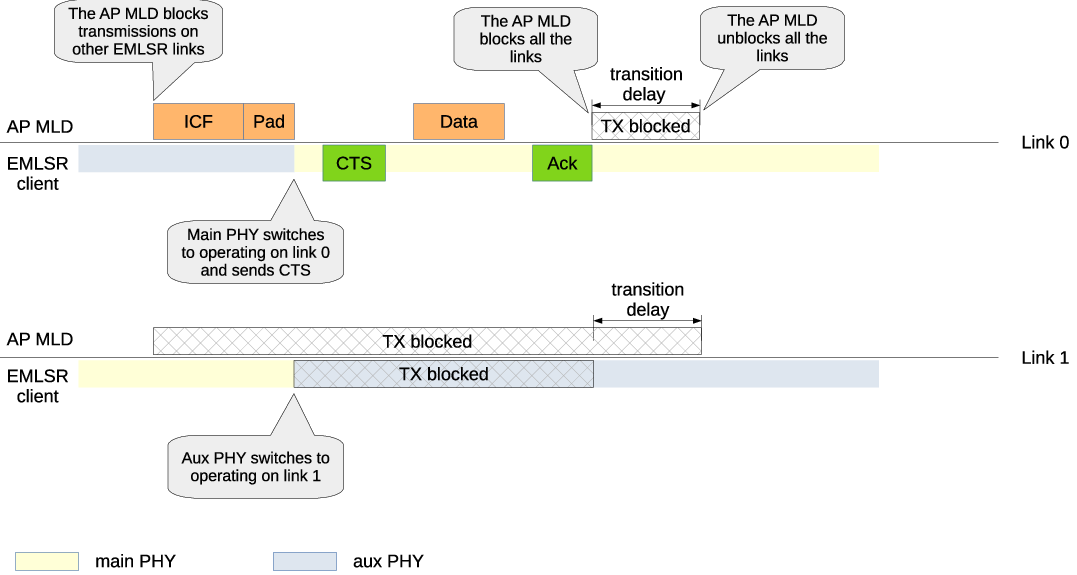 The AP MLD blocks
transmissions on
other EMLSR links
The AP MLD
blocks all the
links
The AP MLD
unblocks all the
links
transition
delay
ICF
Pad
Data
TX blocked
AP MLD
Link 0
EMLSR
client
CTS
Ack
Main PHY switches
to operating on link 0
and sends CTS
transition
delay
AP MLD
TX blocked
Link 1
EMLSR
client
TX blocked
Aux PHY switches to
operating on link 1
main PHY
aux PHY